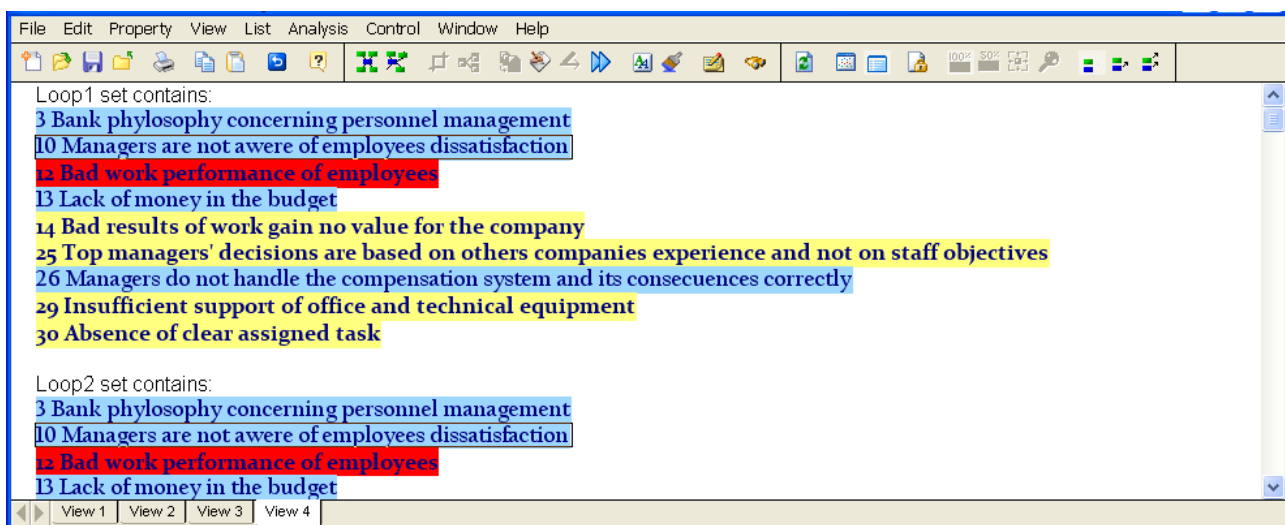 File Edit Property View List Analysis Control Window Help
100% 50%
Loop1 set contains:
3 Bank phylosophy concerning personnel management
10 Managers are not awere of employees dissatisfaction
12 Bad work performance of employees
13 Lack of money in the budget
14 Bad results of work gain no value for the company
25 Top managers' decisions are based on others companies experience and not on staff objectives
26 Managers do not handle the compensation system and its consecuences correctly
29 Insufficient support of office and technical equipment
30 Absence of clear assigned task
Loop2 set contains:
3 Bank phylosophy concerning personnel management
10 Managers are not awere of employees dissatisfaction
12 Bad work performance of employees
13 Lack of money in the budget
View 1 View 2 View 3 View 4